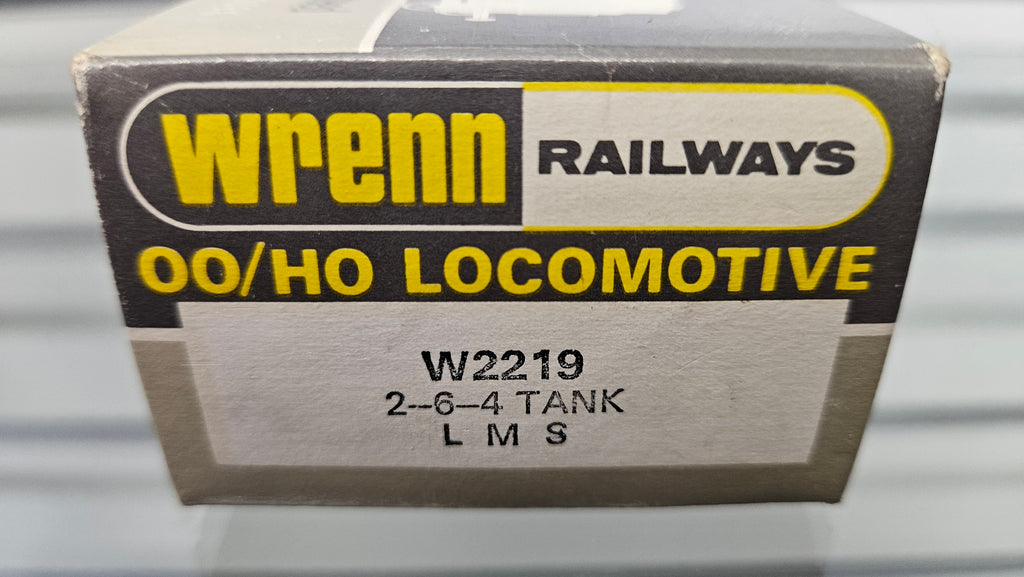 wrenn RAILWAYS
OO/HO LOCOMOTIVE
W2219
2--6--4 TANK
L M S